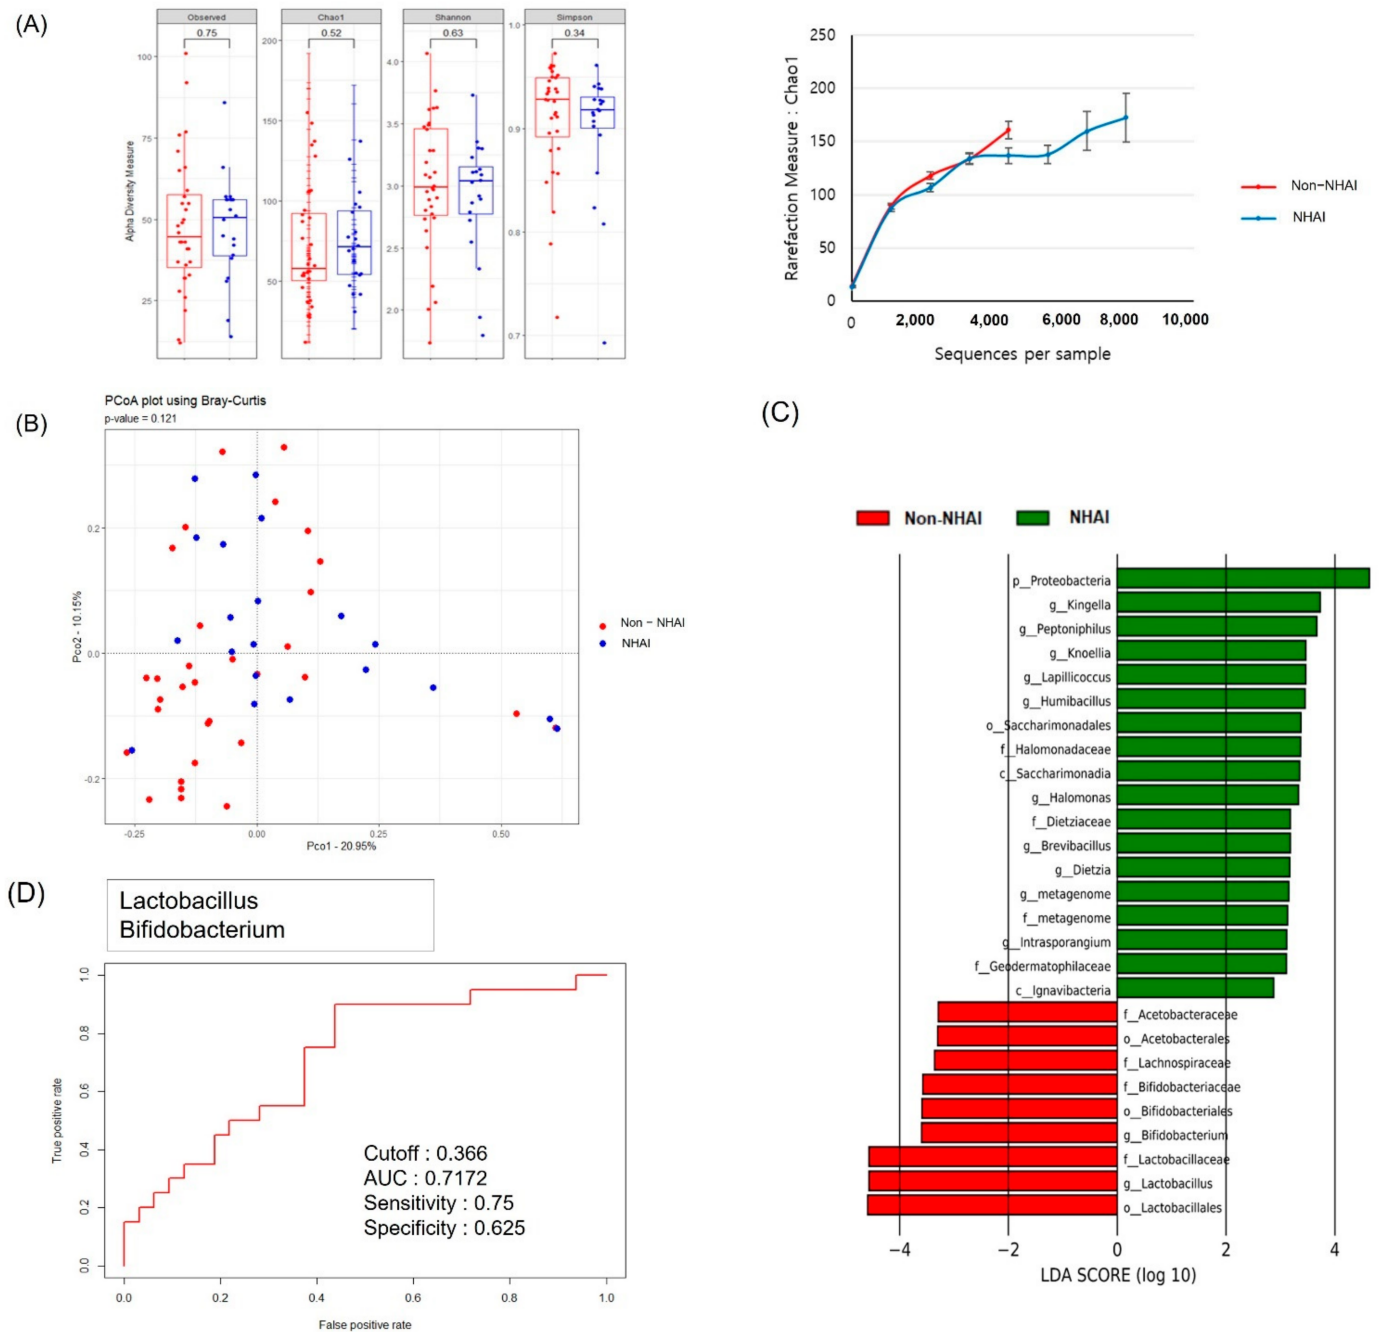 (A)
Observed
Chao1
Shannon
Simpson
0.75
0.52
0.63
0.34
Alpha Diversity Measure
100
75
50
25
200
150
100
50
4.0
3.5
3.0
2.5
2.0
1.0
0.9
0.8
0.7
Rarefaction Measure : Chao1
250
200
150
100
50
0
0
2,000
4,000
6,000
8,000
10,000
Sequences per sample
Non-NHAI
NHAI
(B)
PCoA plot using Bray-Curtis
p-value = 0.121
Pco2 - 10.15%
0.2
0.0
-0.2
-0.25
0.00
0.25
0.50
Pco1 - 20.95%
Non − NHAI
NHAI
(C)
Non-NHAI
NHAI
p__Proteobacteria
g__Kingella
g__Peptoniphilus
g__Knoellia
g__Lapillicoccus
g__Humibacillus
o__Saccharimonadales
f__Halomonadaceae
c__Saccharimonadia
g__Halomonas
f__Dietziaceae
g__Brevibacillus
g__Dietzia
g__metagenome
f__metagenome
g__Intrasporangium
f__Geodermatophilaceae
c__Ignavibacteria
f__Acetobacteraceae
o__Acetobacterales
f__Lachnospiraceae
f__Bifidobacteriaceae
o__Bifidobacteriales
g__Bifidobacterium
f__Lactobacillaceae
g__Lactobacillus
o__Lactobacillales
−4
−2
0
2
4
LDA SCORE (log 10)
(D)
Lactobacillus
Bifidobacterium
True positive rate
1.0
0.8
0.6
0.4
0.2
0.0
Cutoff : 0.366
AUC : 0.7172
Sensitivity : 0.75
Specificity : 0.625
0.0
0.2
0.4
0.6
0.8
1.0
False positive rate